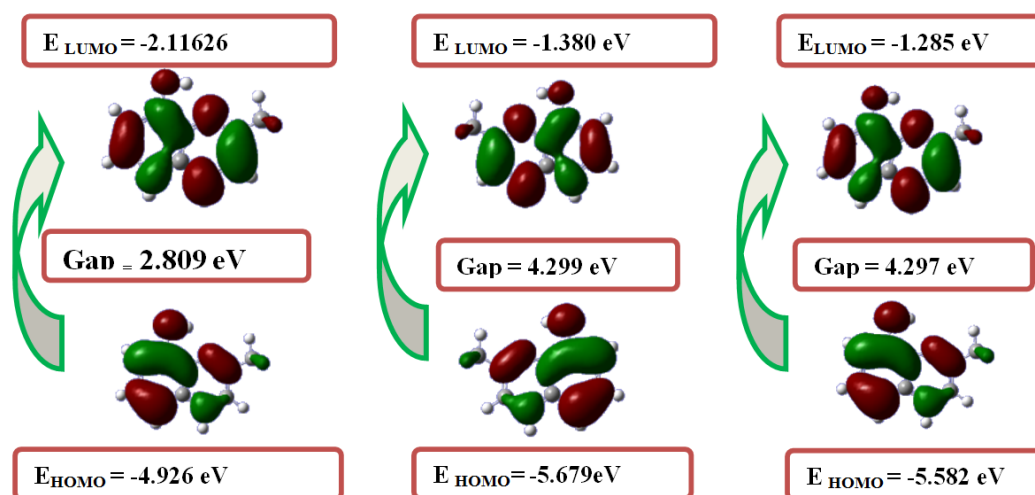 E LUMO = -2.11626
E LUMO = -1.380 eV
ELUMO = -1.285 eV
Gap = 2.809 eV
Gap = 4.299 eV
Gap = 4.297 eV
EHOMO = -4.926 eV
E HOMO = -5.679eV
E HOMO = -5.582 eV